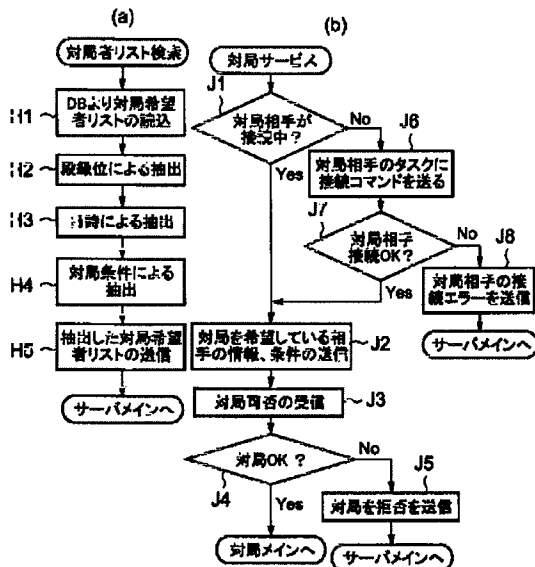 (a)
対局者リスト検索
H1
DBより対局希望
者リストの読込
H2
段級位による抽出
H3
日時による抽出
H4
対局条件による
抽出
H5
抽出した対局希望
者リストの送信
サーバメインへ
(b)
対局サービス
J1
対局相手が
接続中?
No
Yes
J6
対局相手のタスクに
接続コマンドを送る
J7
対局相手
接続OK?
No
Yes
J8
対局相手の接
続エラーを送信
サーバメインへ
対局を希望している相
手の情報、条件の送信
J2
対局可否の受信
J3
対局OK?
J4
No
Yes
J5
対局を拒否を送信
対局メインへ
サーバメインへ